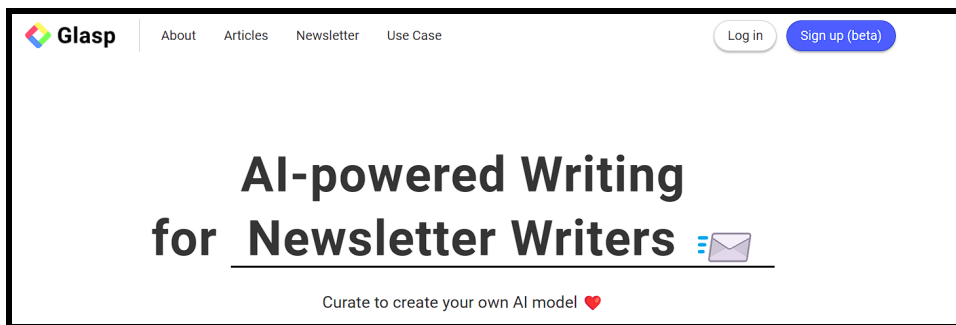 Glasp About Articles Newsletter Use Case Log in Sign up (beta)
AI-powered Writing
for Newsletter Writers
Curate to create your own AI model